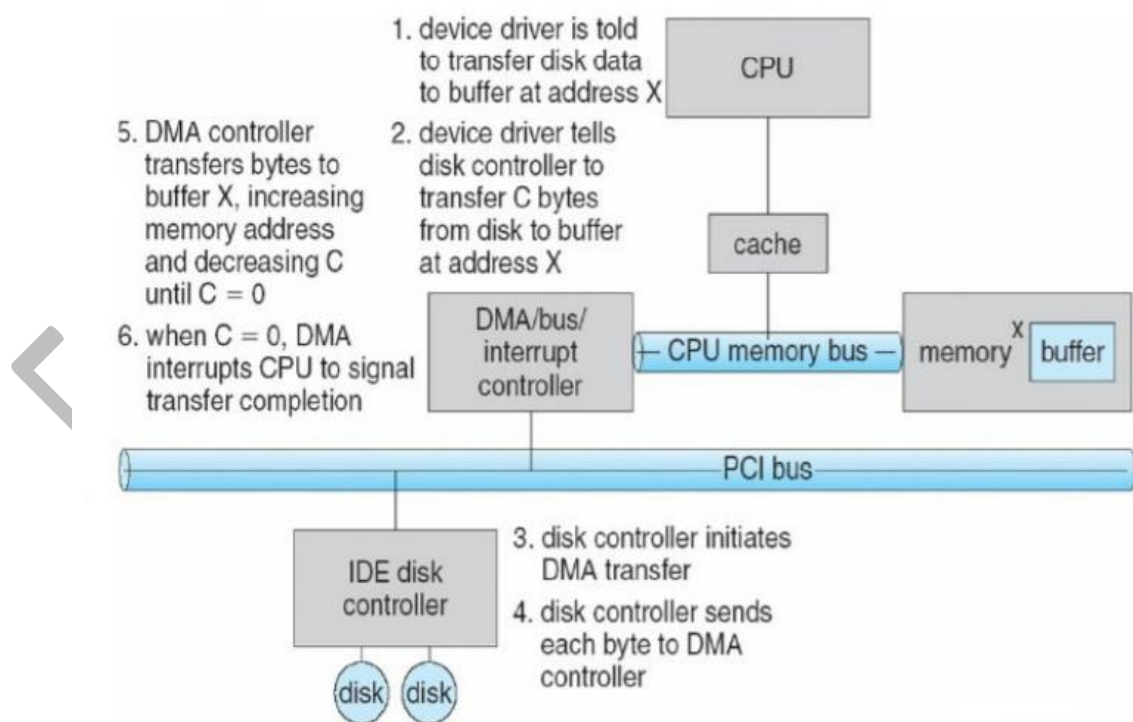 1. device driver is told
to transfer disk data
to buffer at address X
CPU
5. DMA controller
transfers bytes to
buffer X, increasing
memory address
and decreasing C
until C = 0
2. device driver tells
disk controller to
transfer C bytes
from disk to buffer
at address X
cache
6. when C = 0, DMA
interrupts CPU to signal
transfer completion
DMA/bus/
interrupt
controller
CPU memory bus
memory
X
buffer
PCI bus
IDE disk
controller
3. disk controller initiates
DMA transfer
4. disk controller sends
each byte to DMA
controller
disk
disk